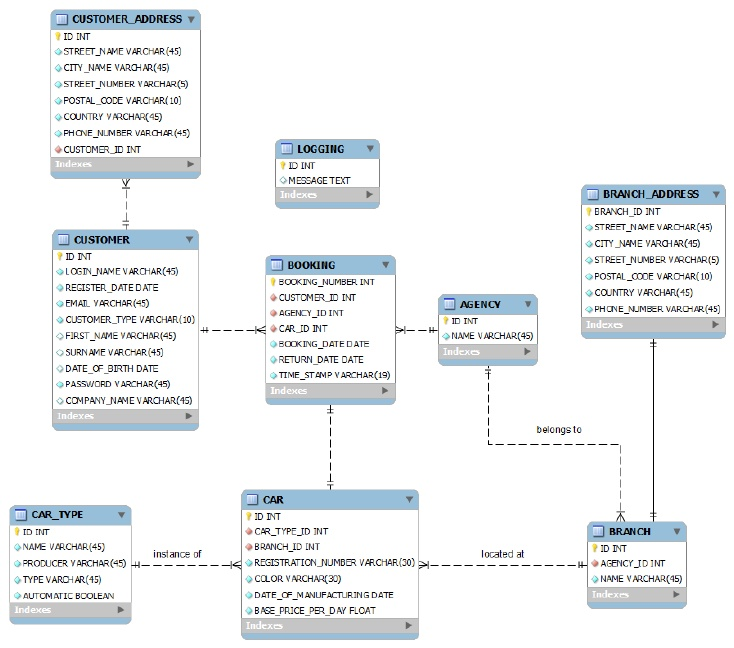 CUSTOMER_ADDRESS
ID INT
STREET_NAME VARCHAR(45)
CITY_NAME VARCHAR(45)
STREET_NUMBER VARCHAR(5)
POSTAL_CODE VARCHAR(10)
COUNTRY VARCHAR(45)
PHONE_NUMBER VARCHAR(45)
CUSTOMER_ID INT
Indexes
LOGGING
ID INT
MESSAGE TEXT
Indexes
BRANCH_ADDRESS
BRANCH_ID INT
STREET_NAME VARCHAR(45)
CITY_NAME VARCHAR(45)
STREET_NUMBER VARCHAR(5)
POSTAL_CODE VARCHAR(10)
COUNTRY VARCHAR(45)
PHONE_NUMBER VARCHAR(45)
Indexes
CUSTOMER
ID INT
LOGIN_NAME VARCHAR(45)
REGISTER_DATE DATE
EMAIL VARCHAR(45)
CUSTOMER_TYPE VARCHAR(10)
FIRST_NAME VARCHAR(45)
SURNAME VARCHAR(45)
DATE_OF_BIRTH DATE
PASSWORD VARCHAR(45)
COMPANY_NAME VARCHAR(45)
Indexes
BOOKING
BOOKING_NUMBER INT
CUSTOMER_ID INT
AGENCY_ID INT
CAR_ID INT
BOOKING_DATE DATE
RETURN_DATE DATE
TIME_STAMP VARCHAR(19)
Indexes
AGENCY
ID INT
NAME VARCHAR(45)
Indexes
belongs to
CAR_TYPE
ID INT
NAME VARCHAR(45)
PRODUCER VARCHAR(45)
TYPE VARCHAR(45)
AUTOMATIC BOOLEAN
Indexes
instance of
CAR
ID INT
CAR_TYPE_ID INT
BRANCH_ID INT
REGISTRATION_NUMBER VARCHAR(30)
COLOR VARCHAR(30)
DATE_OF_MANUFACTURING DATE
BASE_PRICE_PER_DAY FLOAT
Indexes
located at
BRANCH
ID INT
AGENCY_ID INT
NAME VARCHAR(45)
Indexes